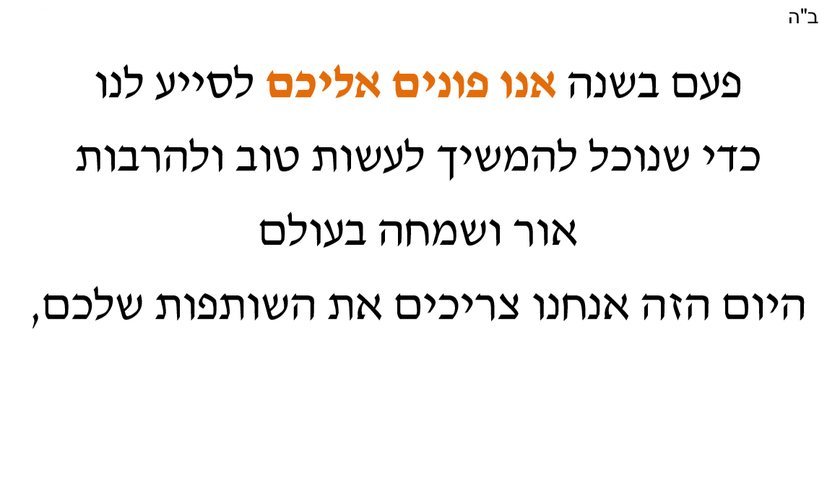 ב"ה
פעם בשנה אנו פונים אליכם לסייע לנו
כדי שנוכל להמשיך לעשות טוב ולהרבות
אור ושמחה בעולם
היום הזה אנחנו צריכים את השותפות שלכם,